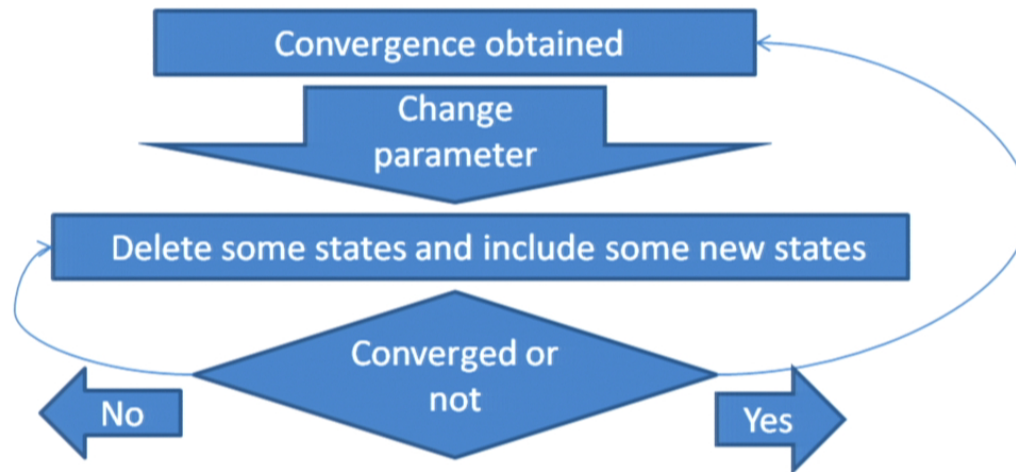 Convergence obtained
Change
parameter
Delete some states and include some new states
Converged or
not
No
Yes